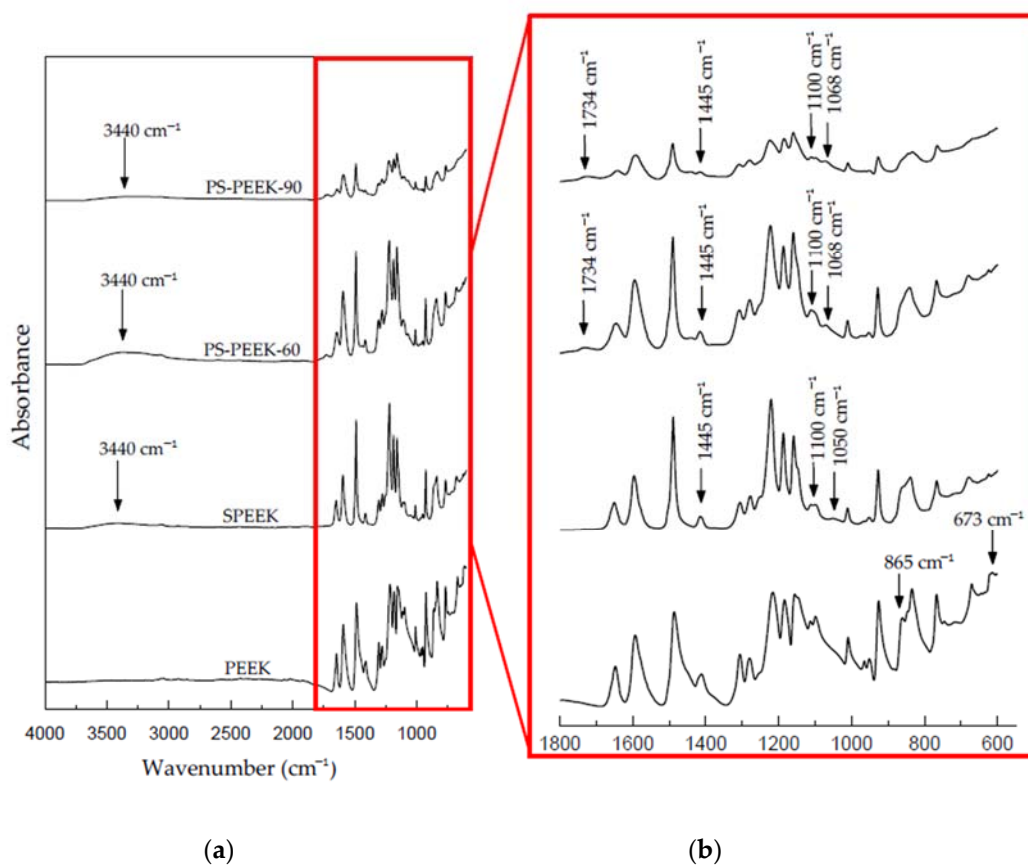 Absorbance
3440 cm⁻¹
PS-PEEK-90
3440 cm⁻¹
PS-PEEK-60
3440 cm⁻¹
SPEEK
PEEK
4000 3500 3000 2500 2000 1500 1000
Wavenumber (cm⁻¹)
1734 cm⁻¹
1445 cm⁻¹
1100 cm⁻¹
1068 cm⁻¹
1734 cm⁻¹
1445 cm⁻¹
1100 cm⁻¹
1068 cm⁻¹
1445 cm⁻¹
1100 cm⁻¹
1050 cm⁻¹
865 cm⁻¹
673 cm⁻¹
1800 1600 1400 1200 1000 800 600
(a)
(b)